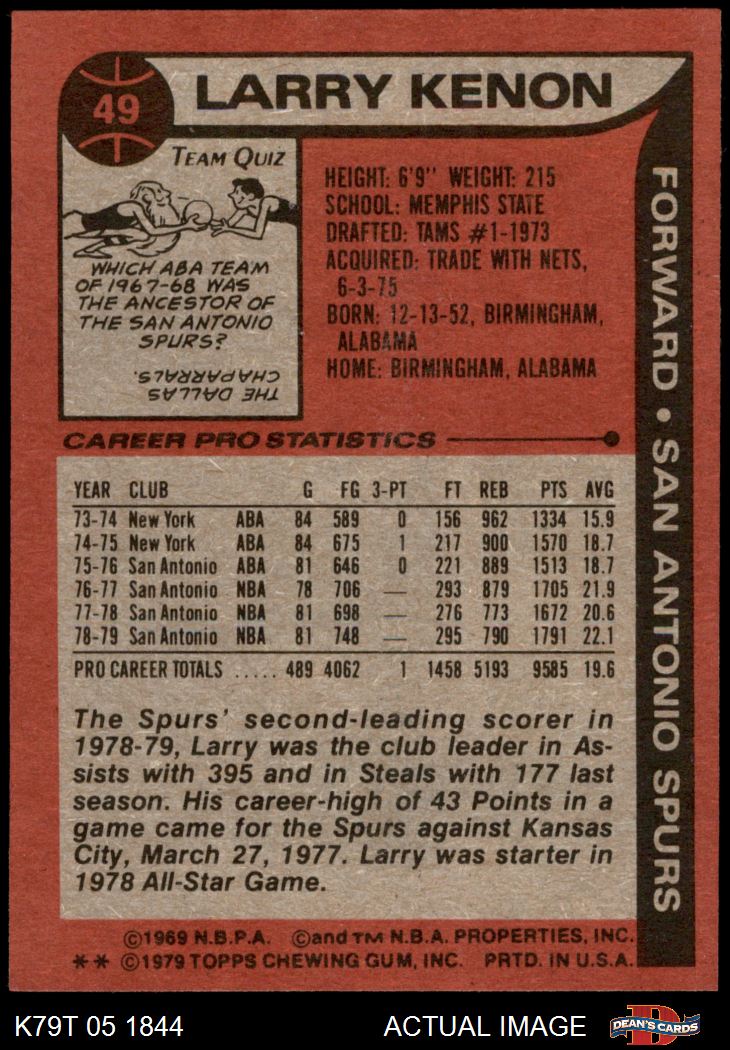 49
LARRY KENON
TEAM QUIZ
WHICH ABA TEAM
OF 1967-68 WAS
THE ANCESTOR OF
THE SAN ANTONIO
SPURS?
THE DALLAS
CHAPARRALS.
HEIGHT: 6'9" WEIGHT: 215
SCHOOL: MEMPHIS STATE
DRAFTED: TAMS #1-1973
ACQUIRED: TRADE WITH NETS,
6-3-75
BORN: 12-13-52, BIRMINGHAM,
ALABAMA
HOME: BIRMINGHAM, ALABAMA
FORWARD • SAN ANTONIO SPURS
CAREER PRO STATISTICS
YEAR CLUB G FG 3-PT FT REB PTS AVG
73-74 New York ABA 84 589 0 156 962 1334 15.9
74-75 New York ABA 84 675 1 217 900 1570 18.7
75-76 San Antonio ABA 81 646 0 221 889 1513 18.7
76-77 San Antonio NBA 78 706 — 293 879 1705 21.9
77-78 San Antonio NBA 81 698 — 276 773 1672 20.6
78-79 San Antonio NBA 81 748 — 295 790 1791 22.1
PRO CAREER TOTALS ..... 489 4062 1 1458 5193 9585 19.6
The Spurs' second-leading scorer in
1978-79, Larry was the club leader in As-
sists with 395 and in Steals with 177 last
season. His career-high of 43 Points in a
game came for the Spurs against Kansas
City, March 27, 1977. Larry was starter in
1978 All-Star Game.
©1969 N.B.P.A. ©and TM N.B.A. PROPERTIES, INC.
** ©1979 TOPPS CHEWING GUM, INC. PRTD. IN U.S.A.
K79T 05 1844
ACTUAL IMAGE
D
DEAN'S CARDS